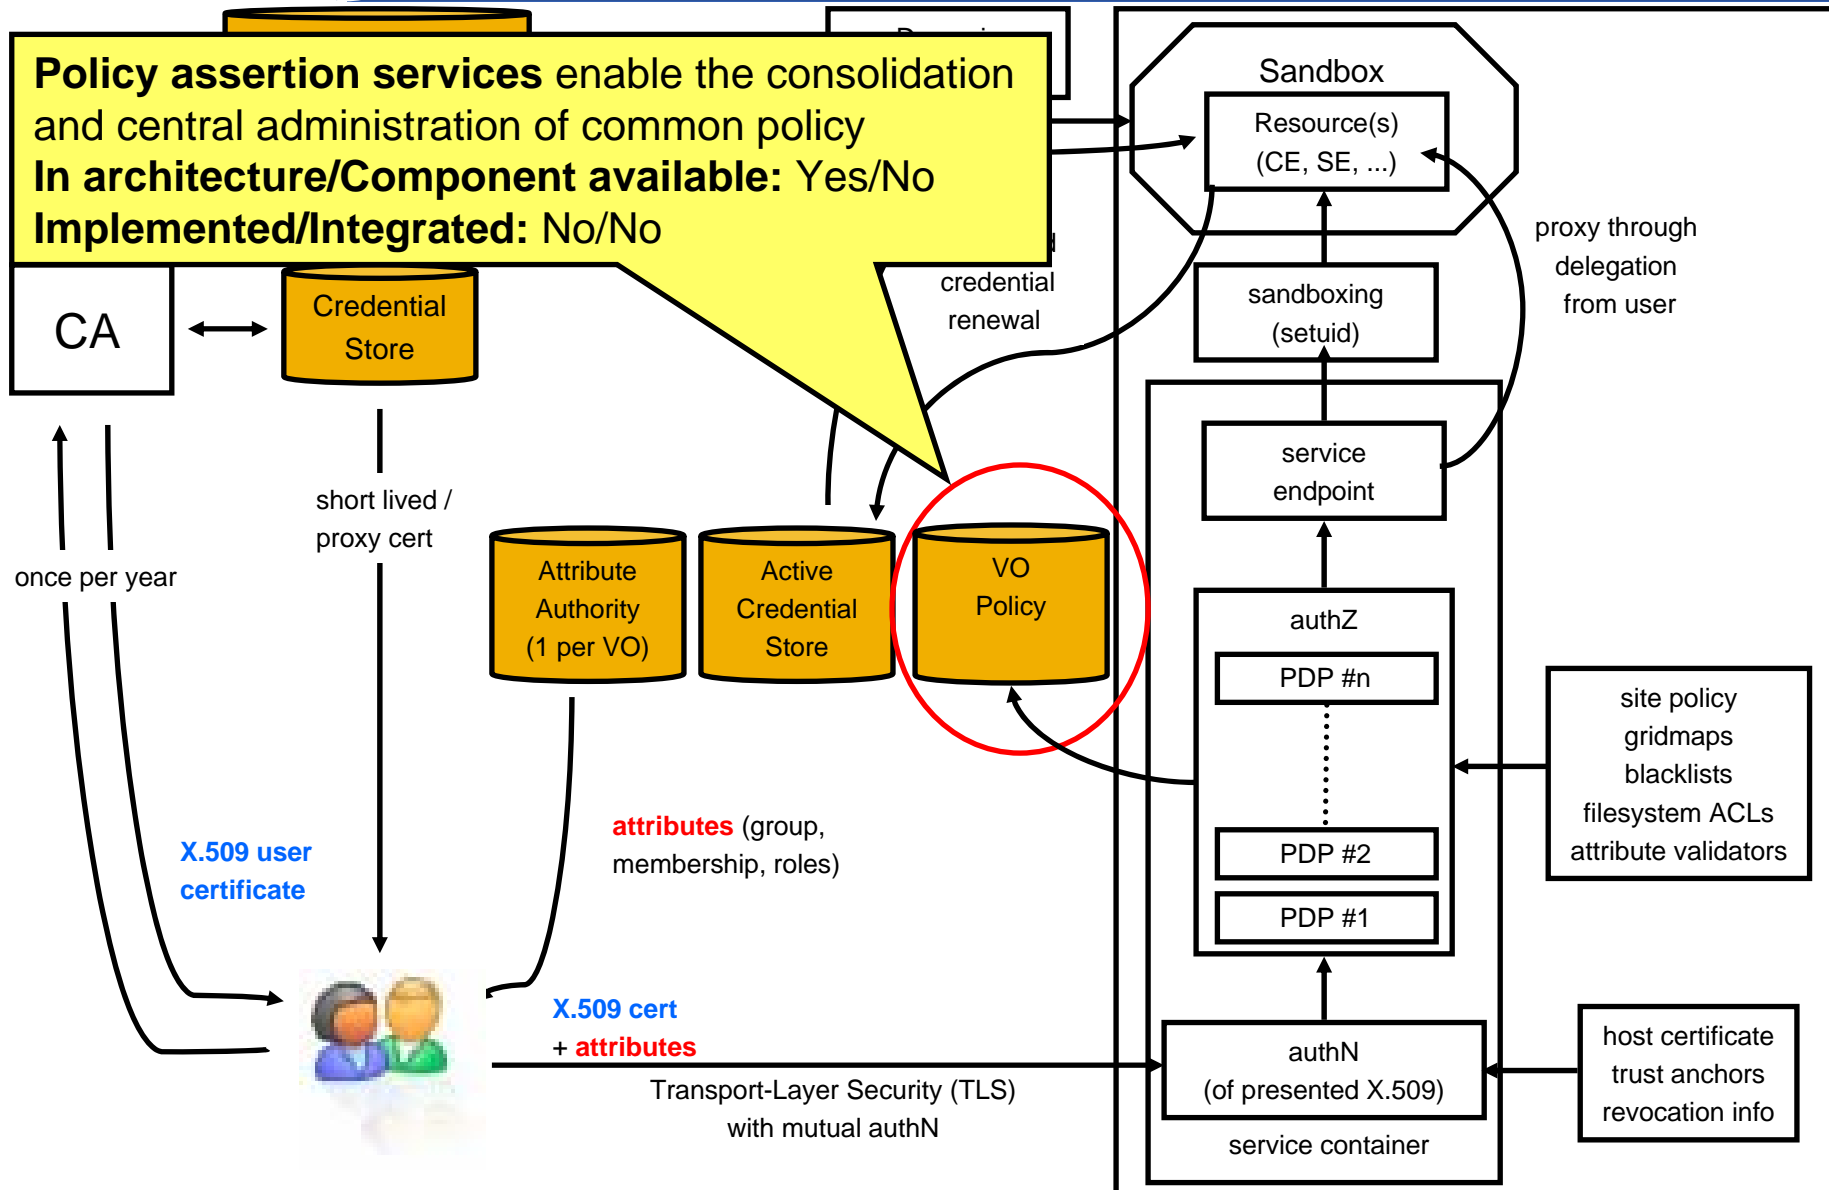 Policy assertion services enable the consolidation
and central administration of common policy
In architecture/Component available: Yes/No
Implemented/Integrated: No/No
Sandbox
Resource(s)
(CE, SE, ...)
proxy through
delegation
from user
credential
renewal
sandboxing
(setuid)
CA
Credential
Store
service
endpoint
short lived /
proxy cert
once per year
Attribute
Authority
(1 per VO)
Active
Credential
Store
VO
Policy
authZ
PDP #n
PDP #2
PDP #1
site policy
gridmaps
blacklists
filesystem ACLs
attribute validators
attributes (group,
membership, roles)
X.509 user
certificate
X.509 cert
+ attributes
Transport-Layer Security (TLS)
with mutual authN
authN
(of presented X.509)
service container
host certificate
trust anchors
revocation info